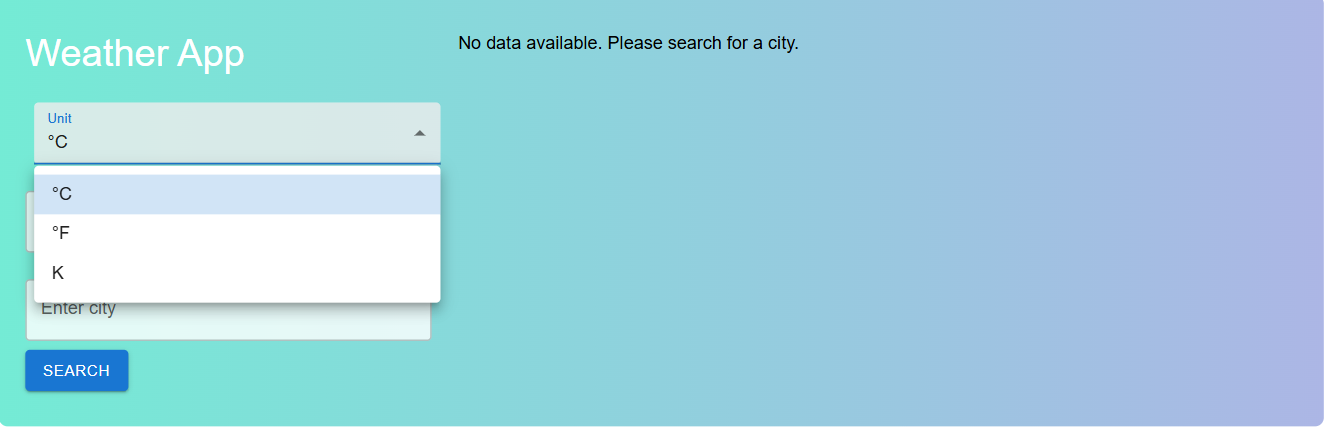 Weather App
No data available. Please search for a city.
Unit
°C
°C
°F
K
Enter city
SEARCH